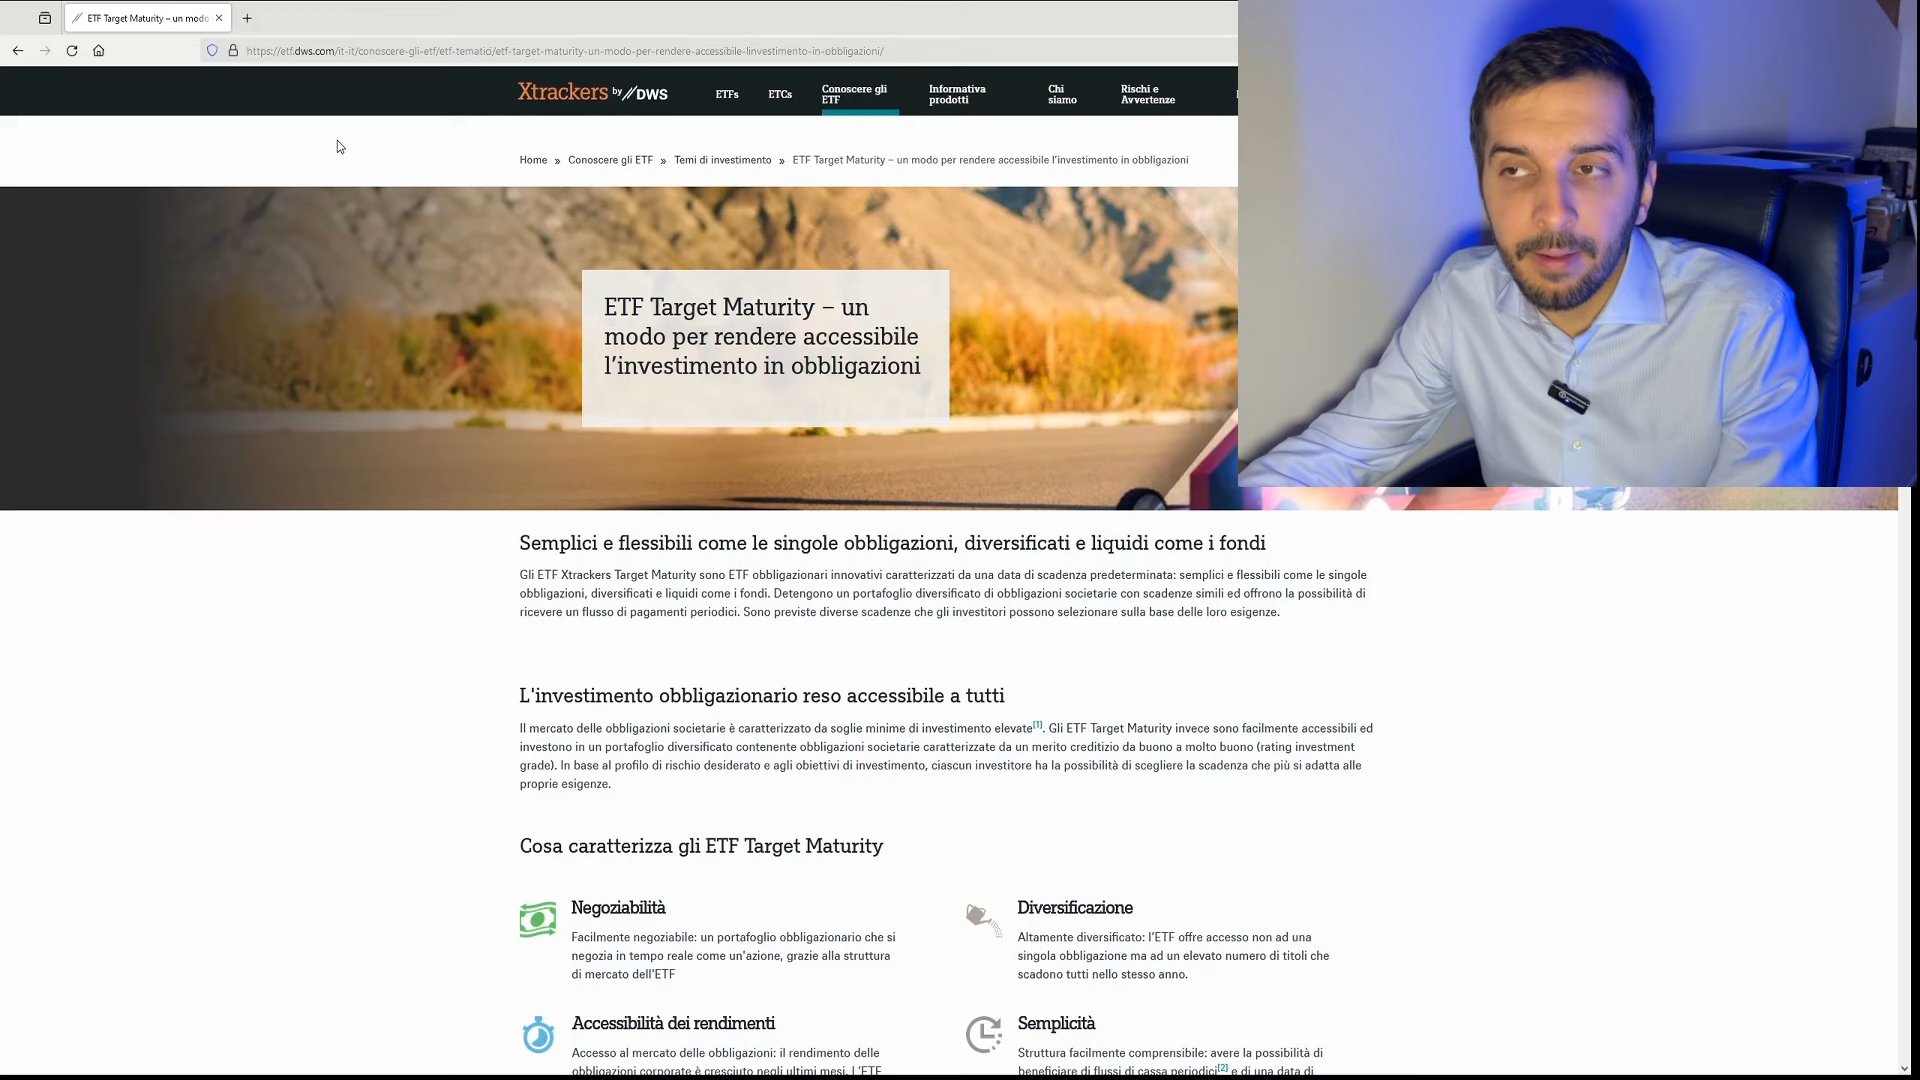 ETF Target Maturity – un modo
https://etf.dws.com/it-it/conoscere-gli-etf/etf-tematici/etf-target-maturity-un-modo-per-rendere-accessibile-linvestimento-in-obbligazioni/
Xtrackers by //DWS
ETFs
ETCs
Conoscere gli
ETF
Informativa
prodotti
Chi
siamo
Rischi e
Avvertenze
Home » Conoscere gli ETF » Temi di investimento » ETF Target Maturity – un modo per rendere accessibile l’investimento in obbligazioni
ETF Target Maturity – un
modo per rendere accessibile
l’investimento in obbligazioni
Semplici e flessibili come le singole obbligazioni, diversificati e liquidi come i fondi
Gli ETF Xtrackers Target Maturity sono ETF obbligazionari innovativi caratterizzati da una data di scadenza predeterminata: semplici e flessibili come le singole
obbligazioni, diversificati e liquidi come i fondi. Detengono un portafoglio diversificato di obbligazioni societarie con scadenze simili ed offrono la possibilità di
ricevere un flusso di pagamenti periodici. Sono previste diverse scadenze che gli investitori possono selezionare sulla base delle loro esigenze.
L'investimento obbligazionario reso accessibile a tutti
Il mercato delle obbligazioni societarie è caratterizzato da soglie minime di investimento elevate[1]. Gli ETF Target Maturity invece sono facilmente accessibili ed
investono in un portafoglio diversificato contenente obbligazioni societarie caratterizzate da un merito creditizio da buono a molto buono (rating investment
grade). In base al profilo di rischio desiderato e agli obiettivi di investimento, ciascun investitore ha la possibilità di scegliere la scadenza che più si adatta alle
proprie esigenze.
Cosa caratterizza gli ETF Target Maturity
Negoziabilità
Facilmente negoziabile: un portafoglio obbligazionario che si
negozia in tempo reale come un'azione, grazie alla struttura
di mercato dell'ETF
Diversificazione
Altamente diversificato: l’ETF offre accesso non ad una
singola obbligazione ma ad un elevato numero di titoli che
scadono tutti nello stesso anno.
Accessibilità dei rendimenti
Accesso al mercato delle obbligazioni: il rendimento delle
obbligazioni corporate è cresciuto negli ultimi mesi. L’ETF
Semplicità
Struttura facilmente comprensibile: avere la possibilità di
beneficiare di flussi di cassa periodici[2] e di una data di